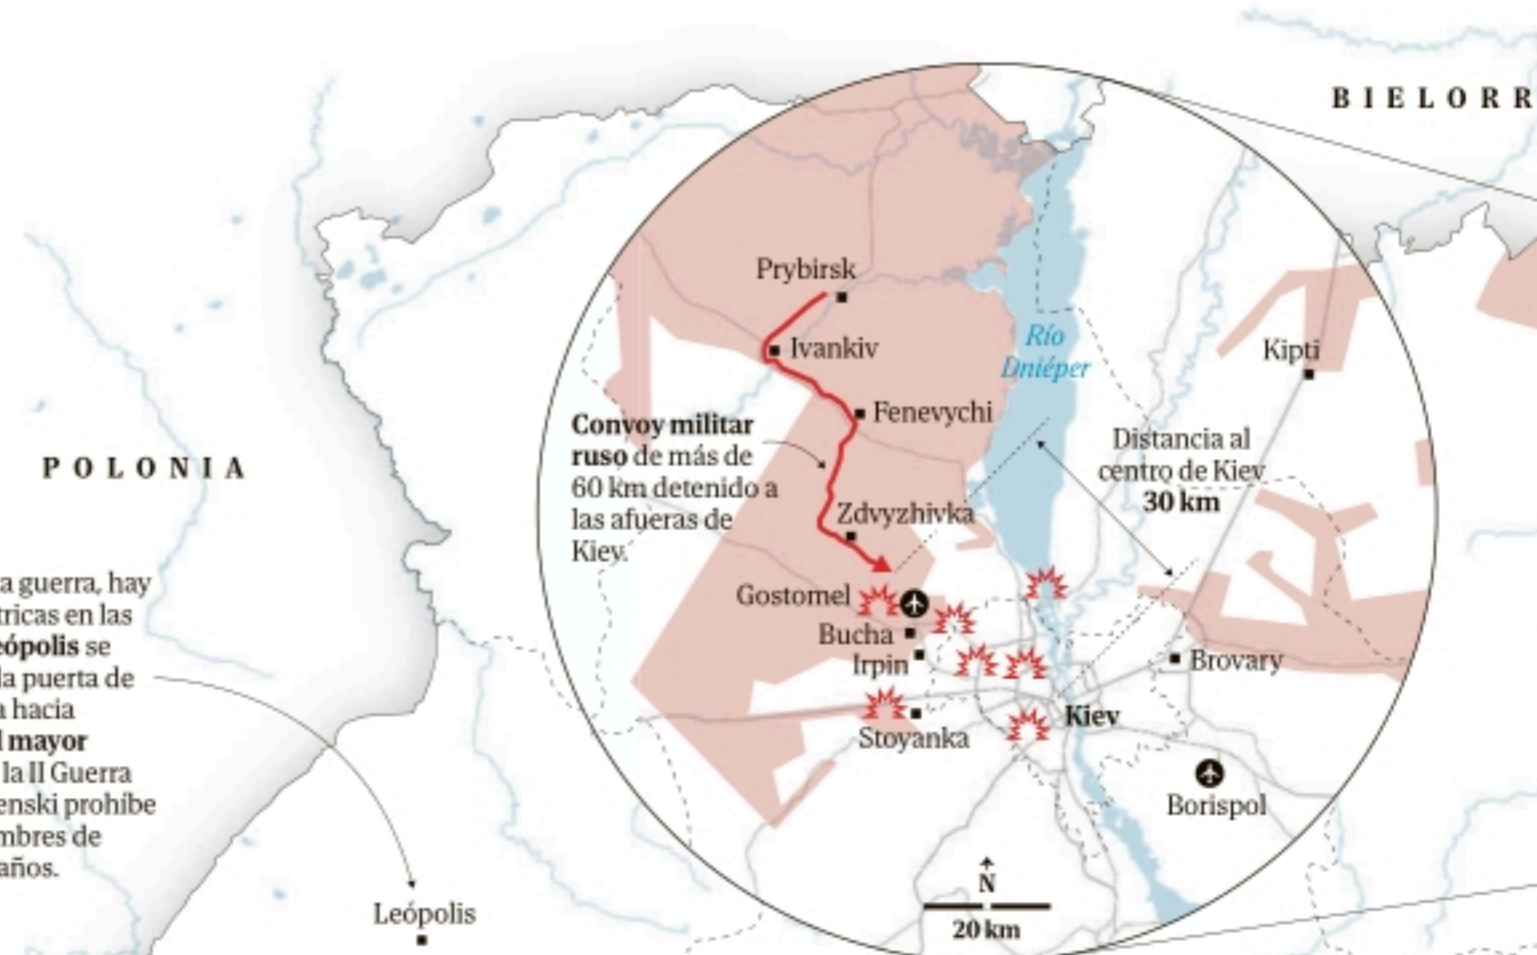 BIELORR
Prybirsk
Ivankiv
Río
Dniéper
Kipti
Fenevychi
Convoy militar
ruso de más de
60 km detenido a
las afueras de
Kiev.
Distancia al
centro de Kiev
30 km
POLONIA
Zdvyzhivka
Gostomel
Bucha
Irpin
Brovary
Stoyanka
Kiev
Borispol
a guerra, hay
tricas en las
eópolis se
la puerta de
a hacia
l mayor
la II Guerra
enski prohíbe
mbres de
años.
Leópolis
N
20 km